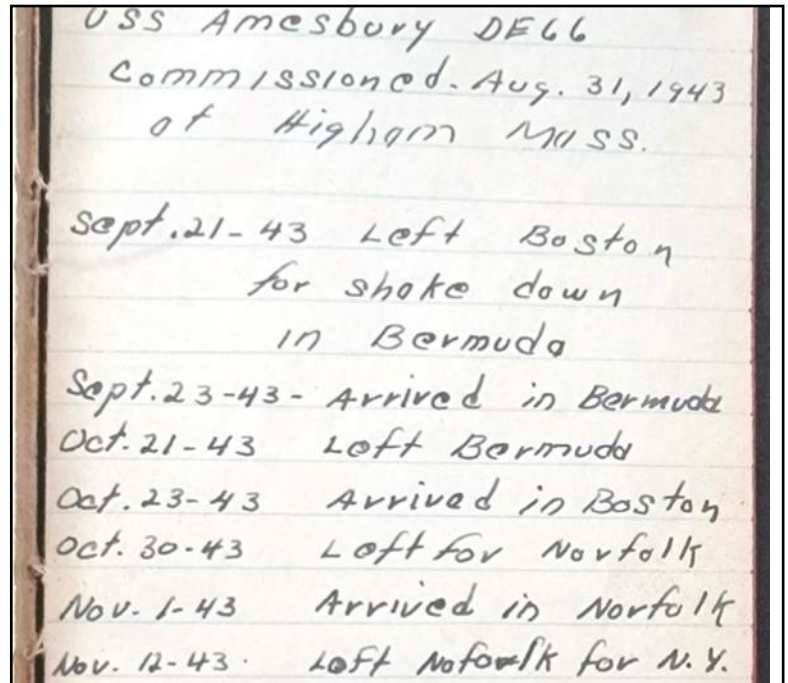 USS Amesbury DE66
Commissioned. Aug. 31, 1943
at Higham Mass.
Sept. 21-43 Left Boston
for shake down
in Bermuda
Sept. 23-43- Arrived in Bermuda
Oct. 21-43 Left Bermuda
Oct. 23-43 Arrived in Boston
Oct. 30-43 Left for Norfolk
Nov. 1-43 Arrived in Norfolk
Nov. 12-43. Left Nofolk for N.Y.